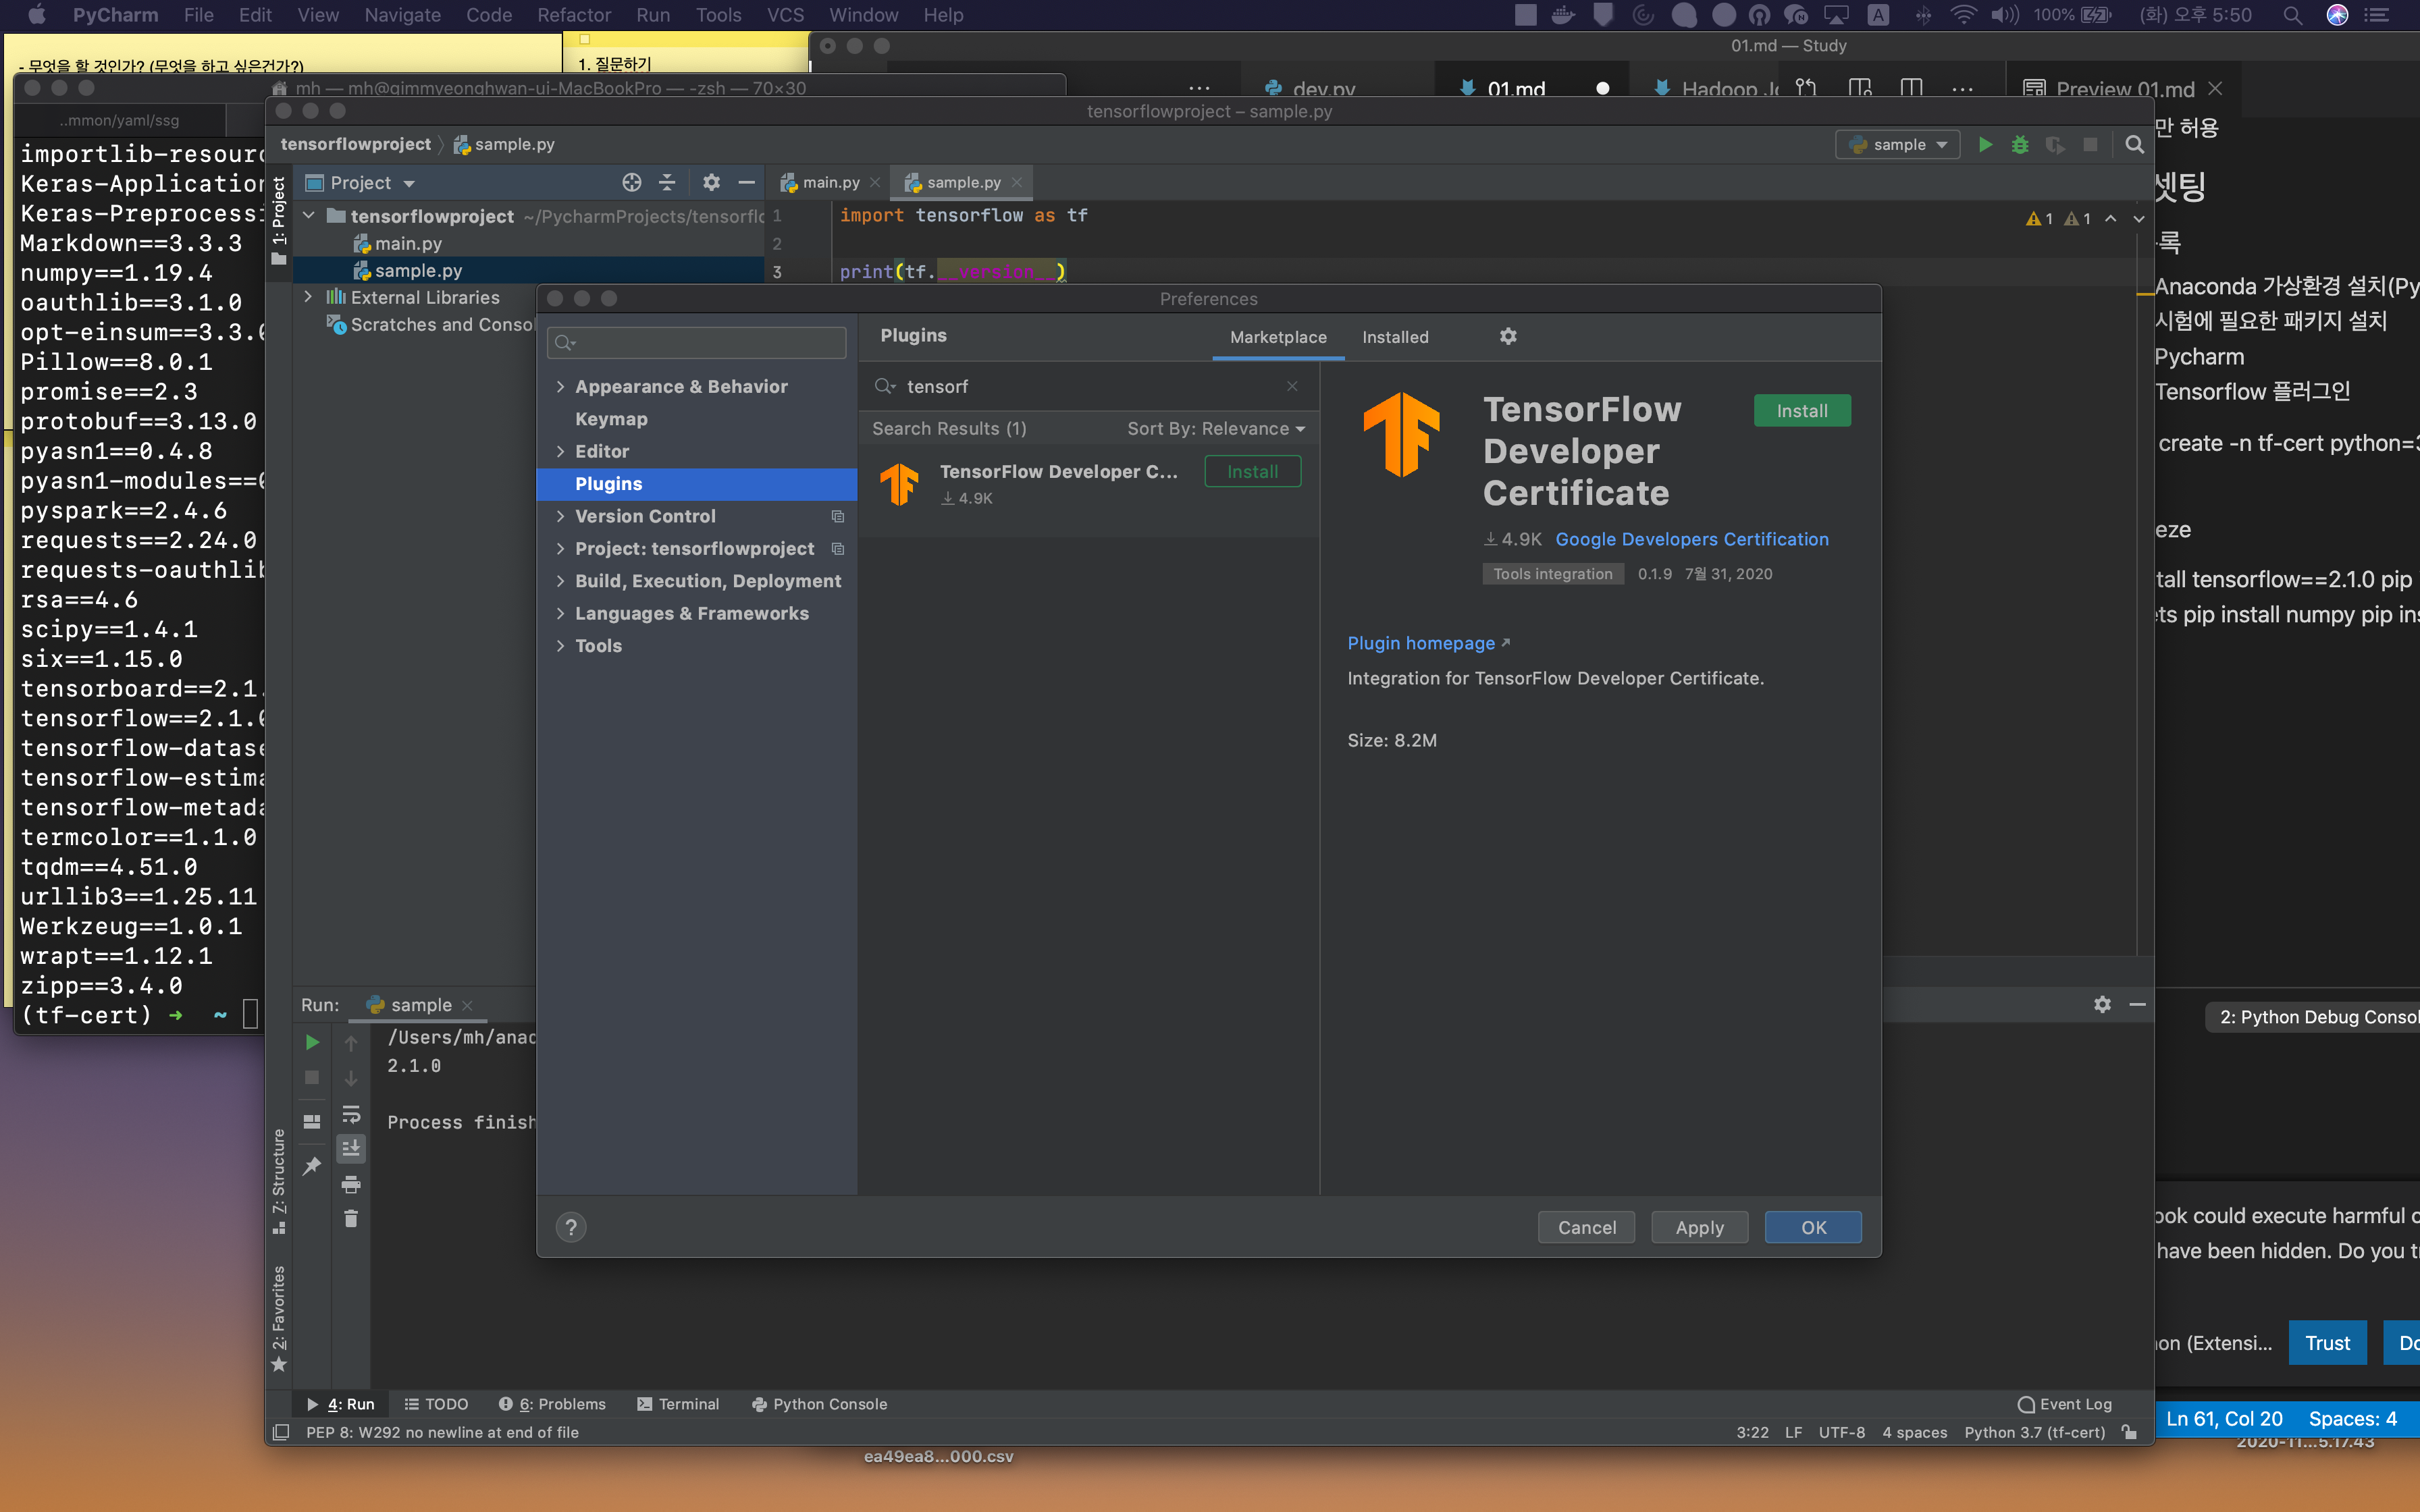 PyCharm File Edit View Navigate Code Refactor Run Tools VCS Window Help
A 100% (화) 오후 5:50
- 무엇을 할 것인가? (무엇을 하고 싶은건가?)
1. 질문하기
01.md — Study
mh — mh@gimmyeonghwan-ui-MacBookPro — -zsh — 70×30
dev.py
01.md
Hadoop
Preview 01.md
..mmon/yaml/ssg
importlib-resourc
Keras-Application
Keras-Preprocessi
Markdown==3.3.3
numpy==1.19.4
oauthlib==3.1.0
opt-einsum==3.3.0
Pillow==8.0.1
promise==2.3
protobuf==3.13.0
pyasn1==0.4.8
pyasn1-modules==0
pyspark==2.4.6
requests==2.24.0
requests-oauthlib
rsa==4.6
scipy==1.4.1
six==1.15.0
tensorboard==2.1.
tensorflow==2.1.0
tensorflow-datase
tensorflow-estima
tensorflow-metada
termcolor==1.1.0
tqdm==4.51.0
urllib3==1.25.11
Werkzeug==1.0.1
wrapt==1.12.1
zipp==3.4.0
(tf-cert) ➜ ~
tensorflowproject – sample.py
tensorflowproject sample.py
sample
1: Project
Project
main.py
sample.py
tensorflowproject ~/PycharmProjects/tensorflo
main.py
sample.py
External Libraries
Scratches and Consol
1 import tensorflow as tf
2
3 print(tf.__version__)
1 1
Preferences
Appearance & Behavior
Keymap
Editor
Plugins
Version Control
Project: tensorflowproject
Build, Execution, Deployment
Languages & Frameworks
Tools
Plugins
Marketplace
Installed
tensorf
Search Results (1)
Sort By: Relevance
TensorFlow Developer C...
4.9K
Install
TensorFlow
Developer
Certificate
Install
4.9K Google Developers Certification
Tools integration 0.1.9 7월 31, 2020
Plugin homepage
Integration for TensorFlow Developer Certificate.
Size: 8.2M
?
Cancel
Apply
OK
Run: sample
/Users/mh/anac
2.1.0
Process finish
7: Structure
2: Favorites
4: Run
TODO
6: Problems
Terminal
Python Console
Event Log
PEP 8: W292 no newline at end of file
3:22 LF UTF-8 4 spaces Python 3.7 (tf-cert)
만 허용
셋팅
록
Anaconda 가상환경 설치(Py
시험에 필요한 패키지 설치
Pycharm
Tensorflow 플러그인
create -n tf-cert python=3
eze
tall tensorflow==2.1.0 pip
ts pip install numpy pip ins
2: Python Debug Consol
ook could execute harmful c
have been hidden. Do you t
on (Extensi...
Trust
Do
Ln 61, Col 20 Spaces: 4
ea49ea8...000.csv
2020-11...5.17.43